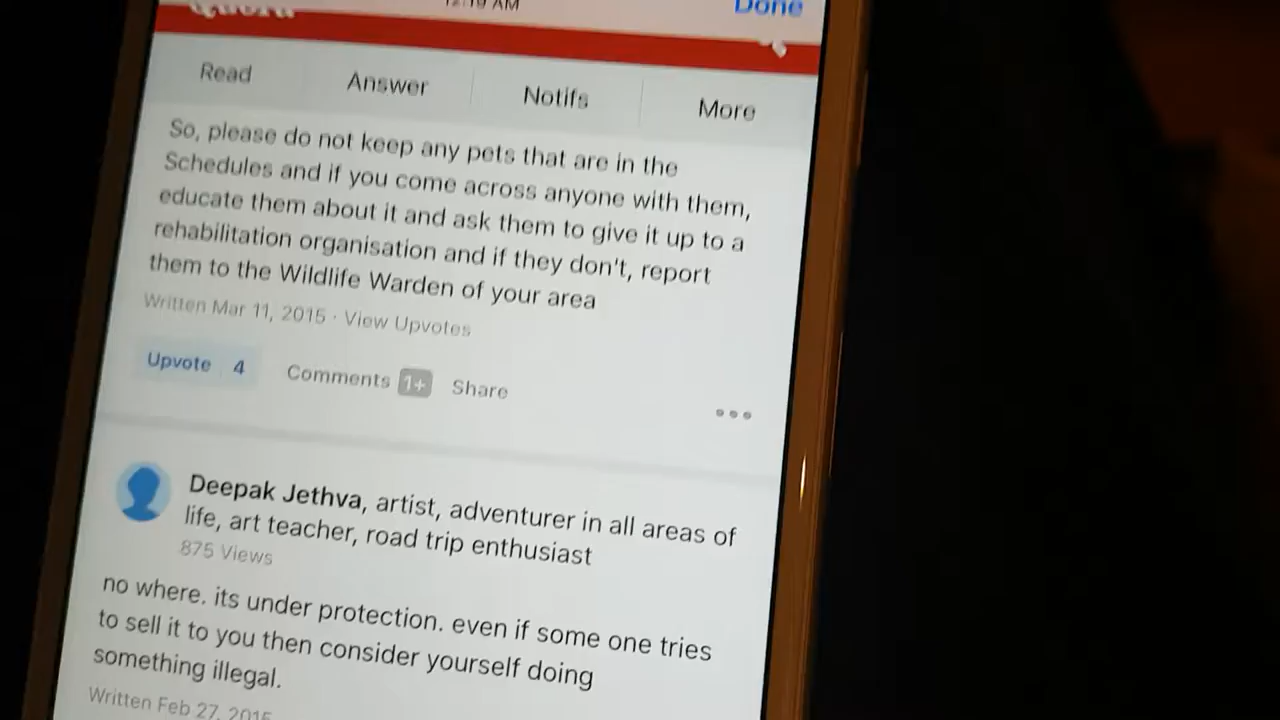 12:19 AM
Done
Read
Answer
Notifs
More
So, please do not keep any pets that are in the
Schedules and if you come across anyone with them,
educate them about it and ask them to give it up to a
rehabilitation organisation and if they don't, report
them to the Wildlife Warden of your area
Written Mar 11, 2015 · View Upvotes
Upvote 4
Comments 1+ Share
Deepak Jethva, artist, adventurer in all areas of
life, art teacher, road trip enthusiast
875 Views
no where. its under protection. even if some one tries
to sell it to you then consider yourself doing
something illegal.
Written Feb 27, 2015